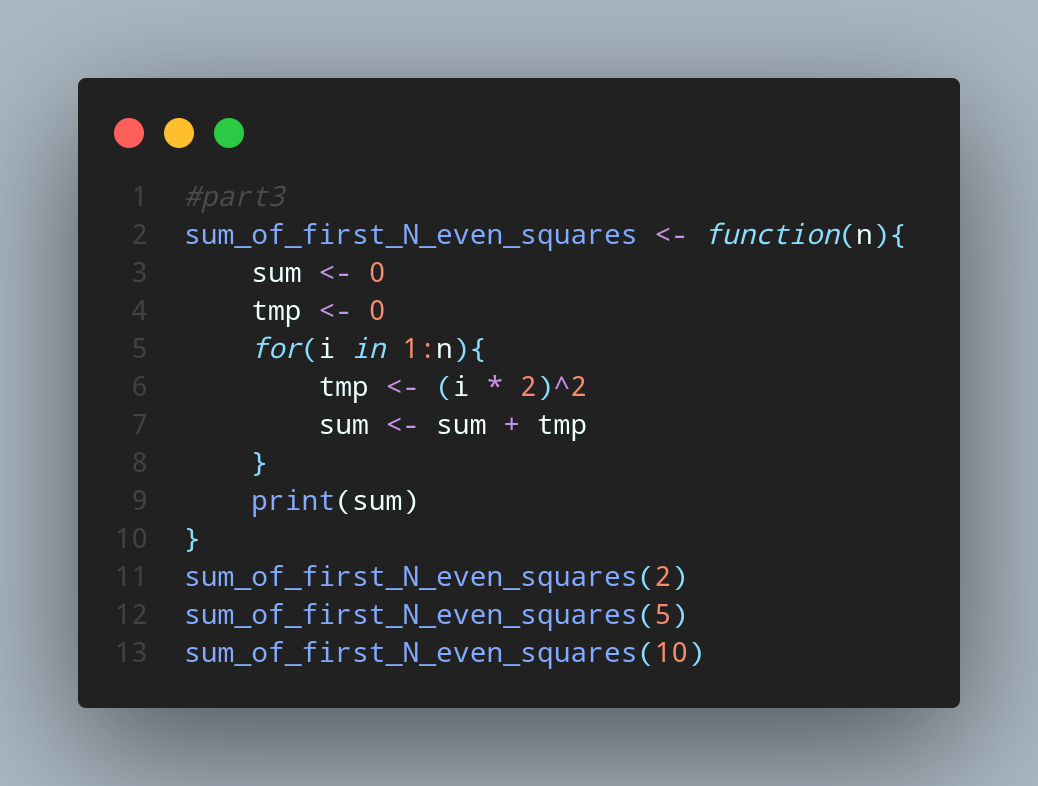 1 #part3
2 sum_of_first_N_even_squares <- function(n){
3     sum <- 0
4     tmp <- 0
5     for(i in 1:n){
6         tmp <- (i * 2)^2
7         sum <- sum + tmp
8     }
9     print(sum)
10 }
11 sum_of_first_N_even_squares(2)
12 sum_of_first_N_even_squares(5)
13 sum_of_first_N_even_squares(10)